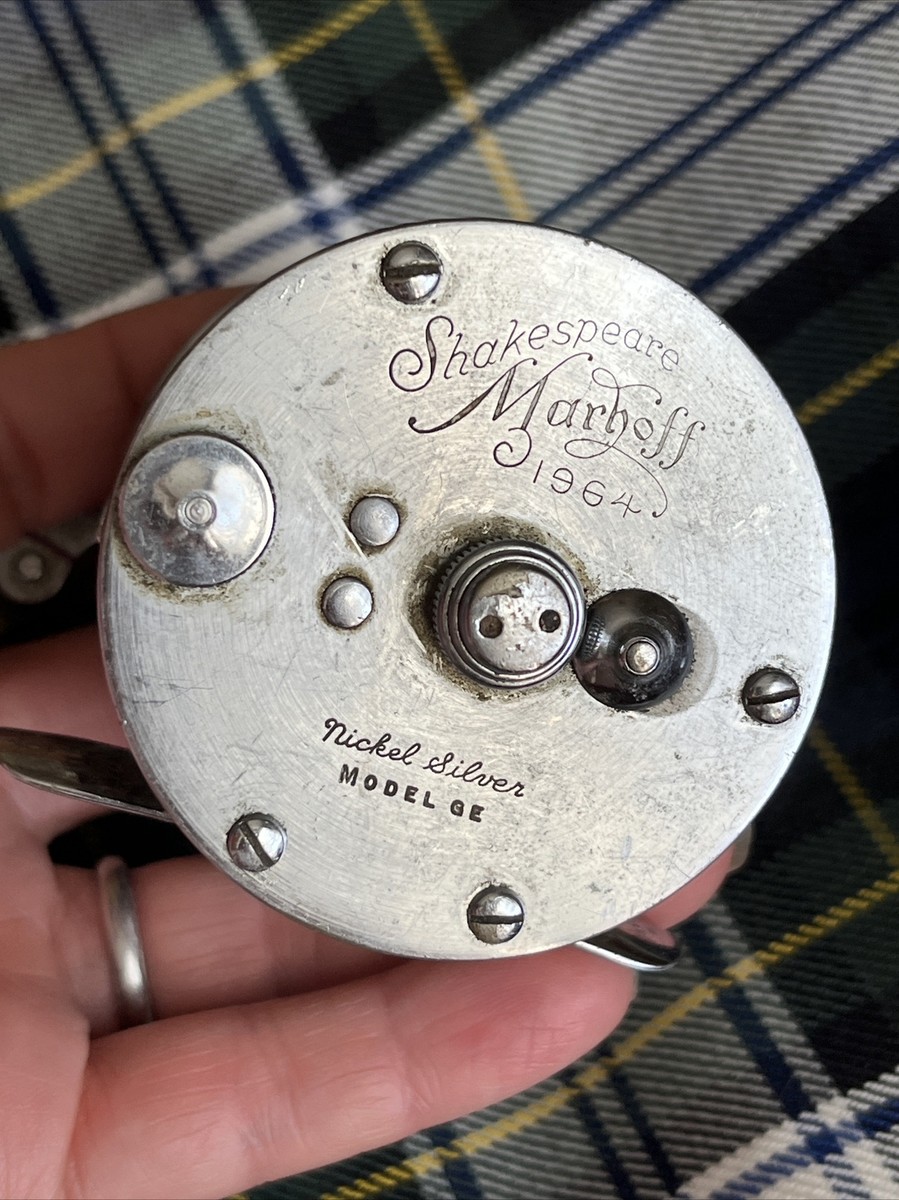 Shakespeare
Marhoff
1964
Nickel Silver
MODEL GE